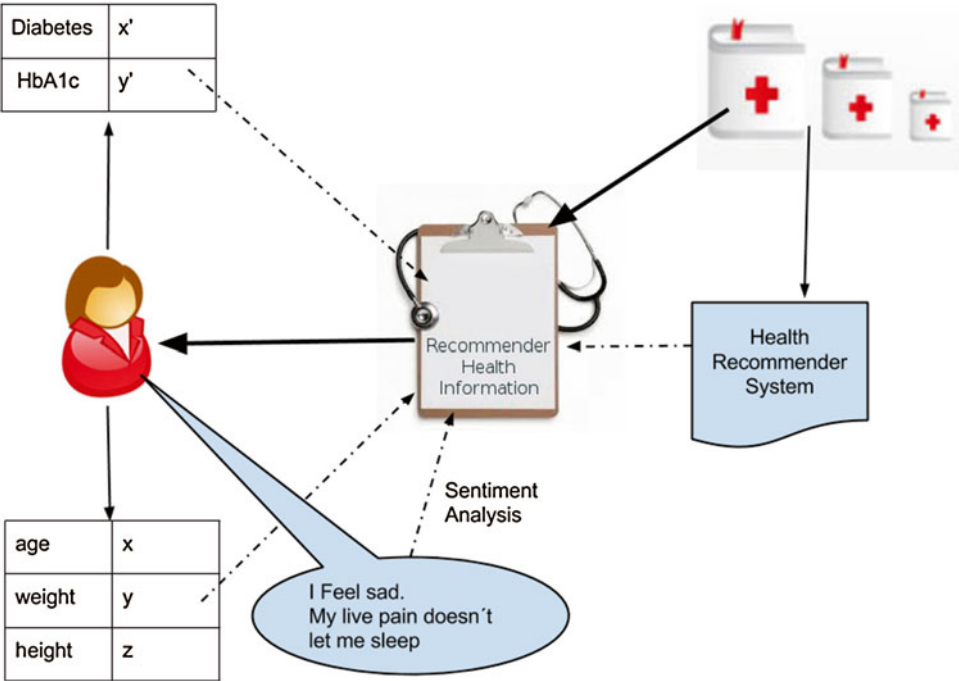 Diabetes x'
HbA1c y'
Recommender
Health
Information
Health
Recommender
System
Sentiment
Analysis
age x
weight y
height z
I Feel sad.
My live pain doesn´t
let me sleep